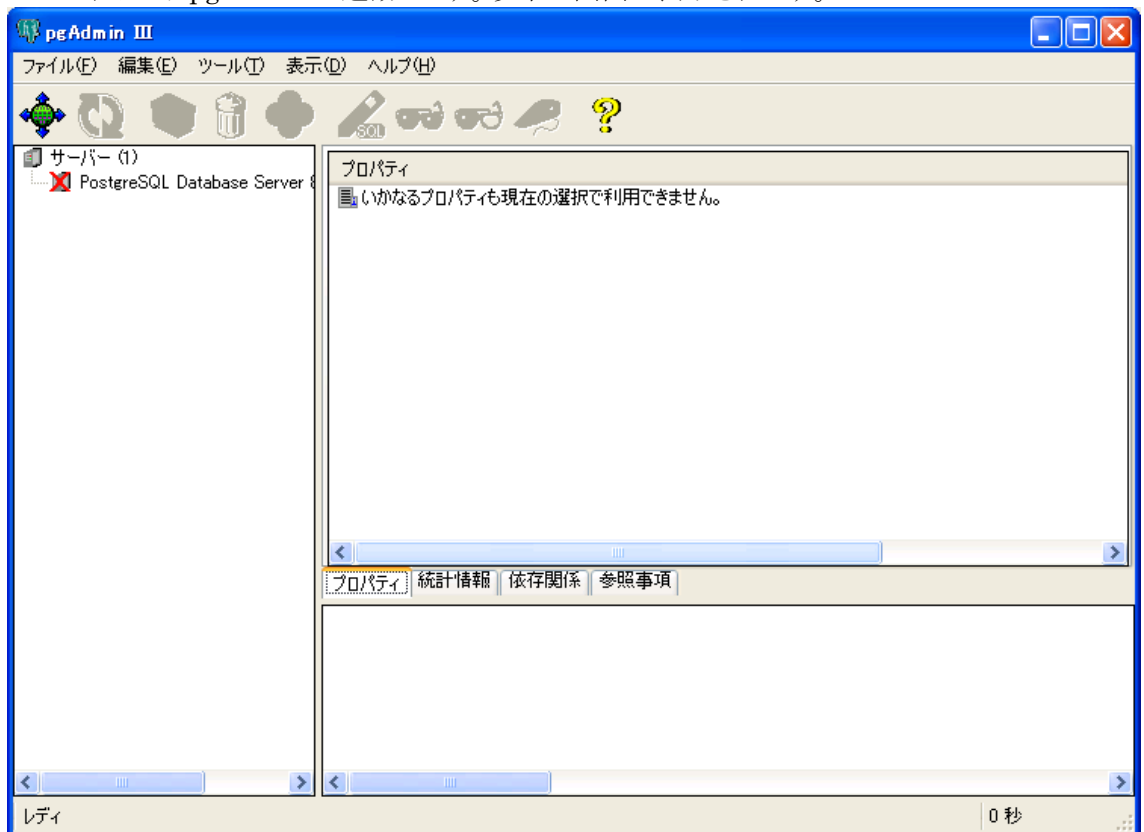 pgAdmin III
ファイル(F) 編集(E) ツール(T) 表示(D) ヘルプ(H)
SQL
サーバー (1)
PostgreSQL Database Server 8
プロパティ
いかなるプロパティも現在の選択で利用できません。
プロパティ 統計情報 依存関係 参照事項
レディ
0 秒